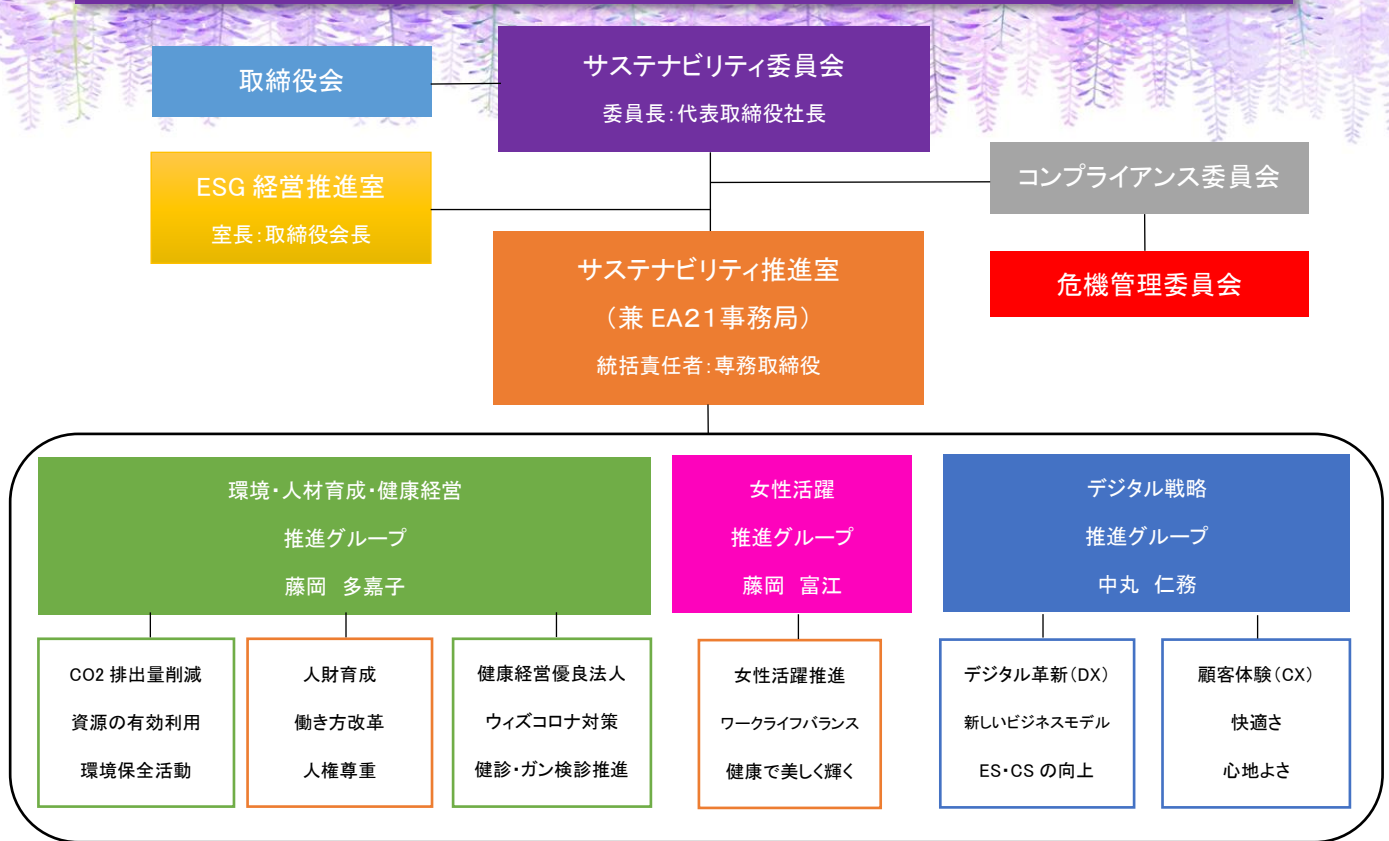 取締役会
サステナビリティ委員会
委員長：代表取締役社長
ESG 経営推進室
室長：取締役会長
コンプライアンス委員会
危機管理委員会
サステナビリティ推進室
（兼 EA２１事務局）
統括責任者：専務取締役
環境・人材育成・健康経営
推進グループ
藤岡　多嘉子
女性活躍
推進グループ
藤岡　富江
デジタル戦略
推進グループ
中丸　仁務
CO2 排出量削減
資源の有効利用
環境保全活動
人財育成
働き方改革
人権尊重
健康経営優良法人
ウィズコロナ対策
健診・ガン検診推進
女性活躍推進
ワークライフバランス
健康で美しく輝く
デジタル革新（DX）
新しいビジネスモデル
ES・CS の向上
顧客体験（CX）
快適さ
心地よさ